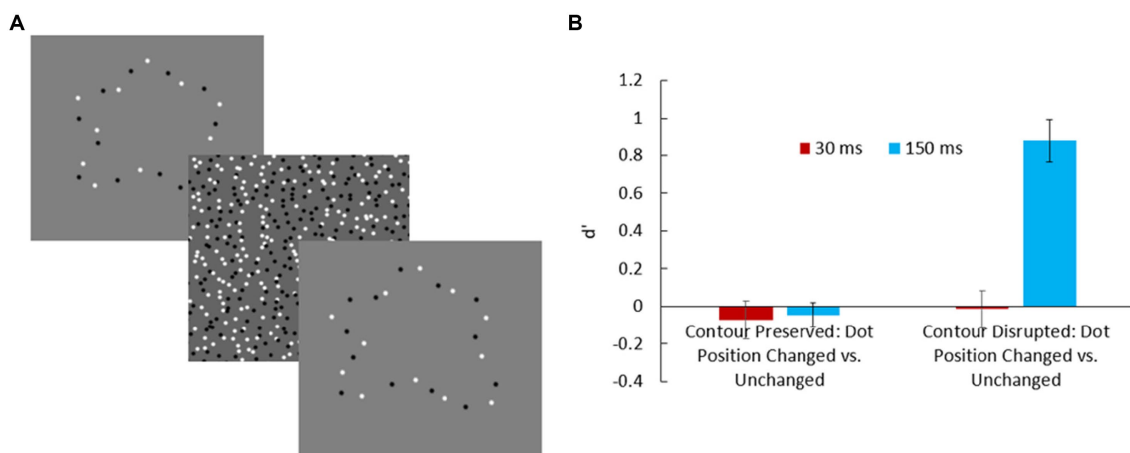 A
B
1.2
1
0.8
0.6
0.4
0.2
0
-0.2
-0.4
d'
30 ms
150 ms
Contour Preserved: Dot
Position Changed vs.
Unchanged
Contour Disrupted: Dot
Position Changed vs.
Unchanged